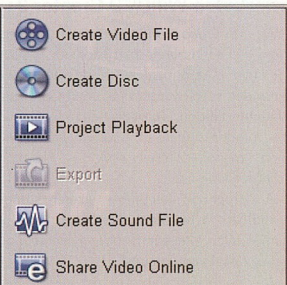 Create Video File
Create Disc
Project Playback
Export
Create Sound File
Share Video Online